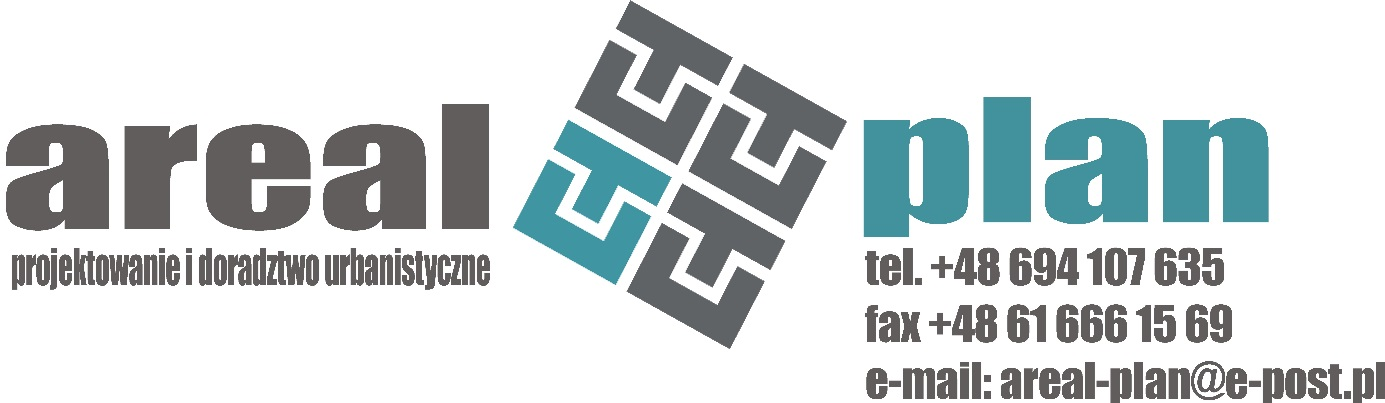 areal plan
projektowanie i doradztwo urbanistyczne
tel. +48 694 107 635
fax +48 61 666 15 69
e-mail: areal-plan@e-post.pl